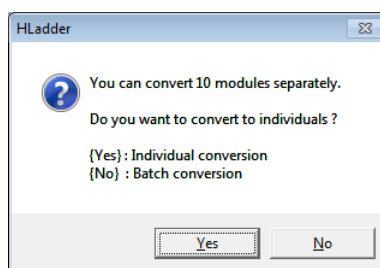 HLadder
You can convert 10 modules separately.
Do you want to convert to individuals ?
{Yes} : Individual conversion
{No} : Batch conversion
Yes
No